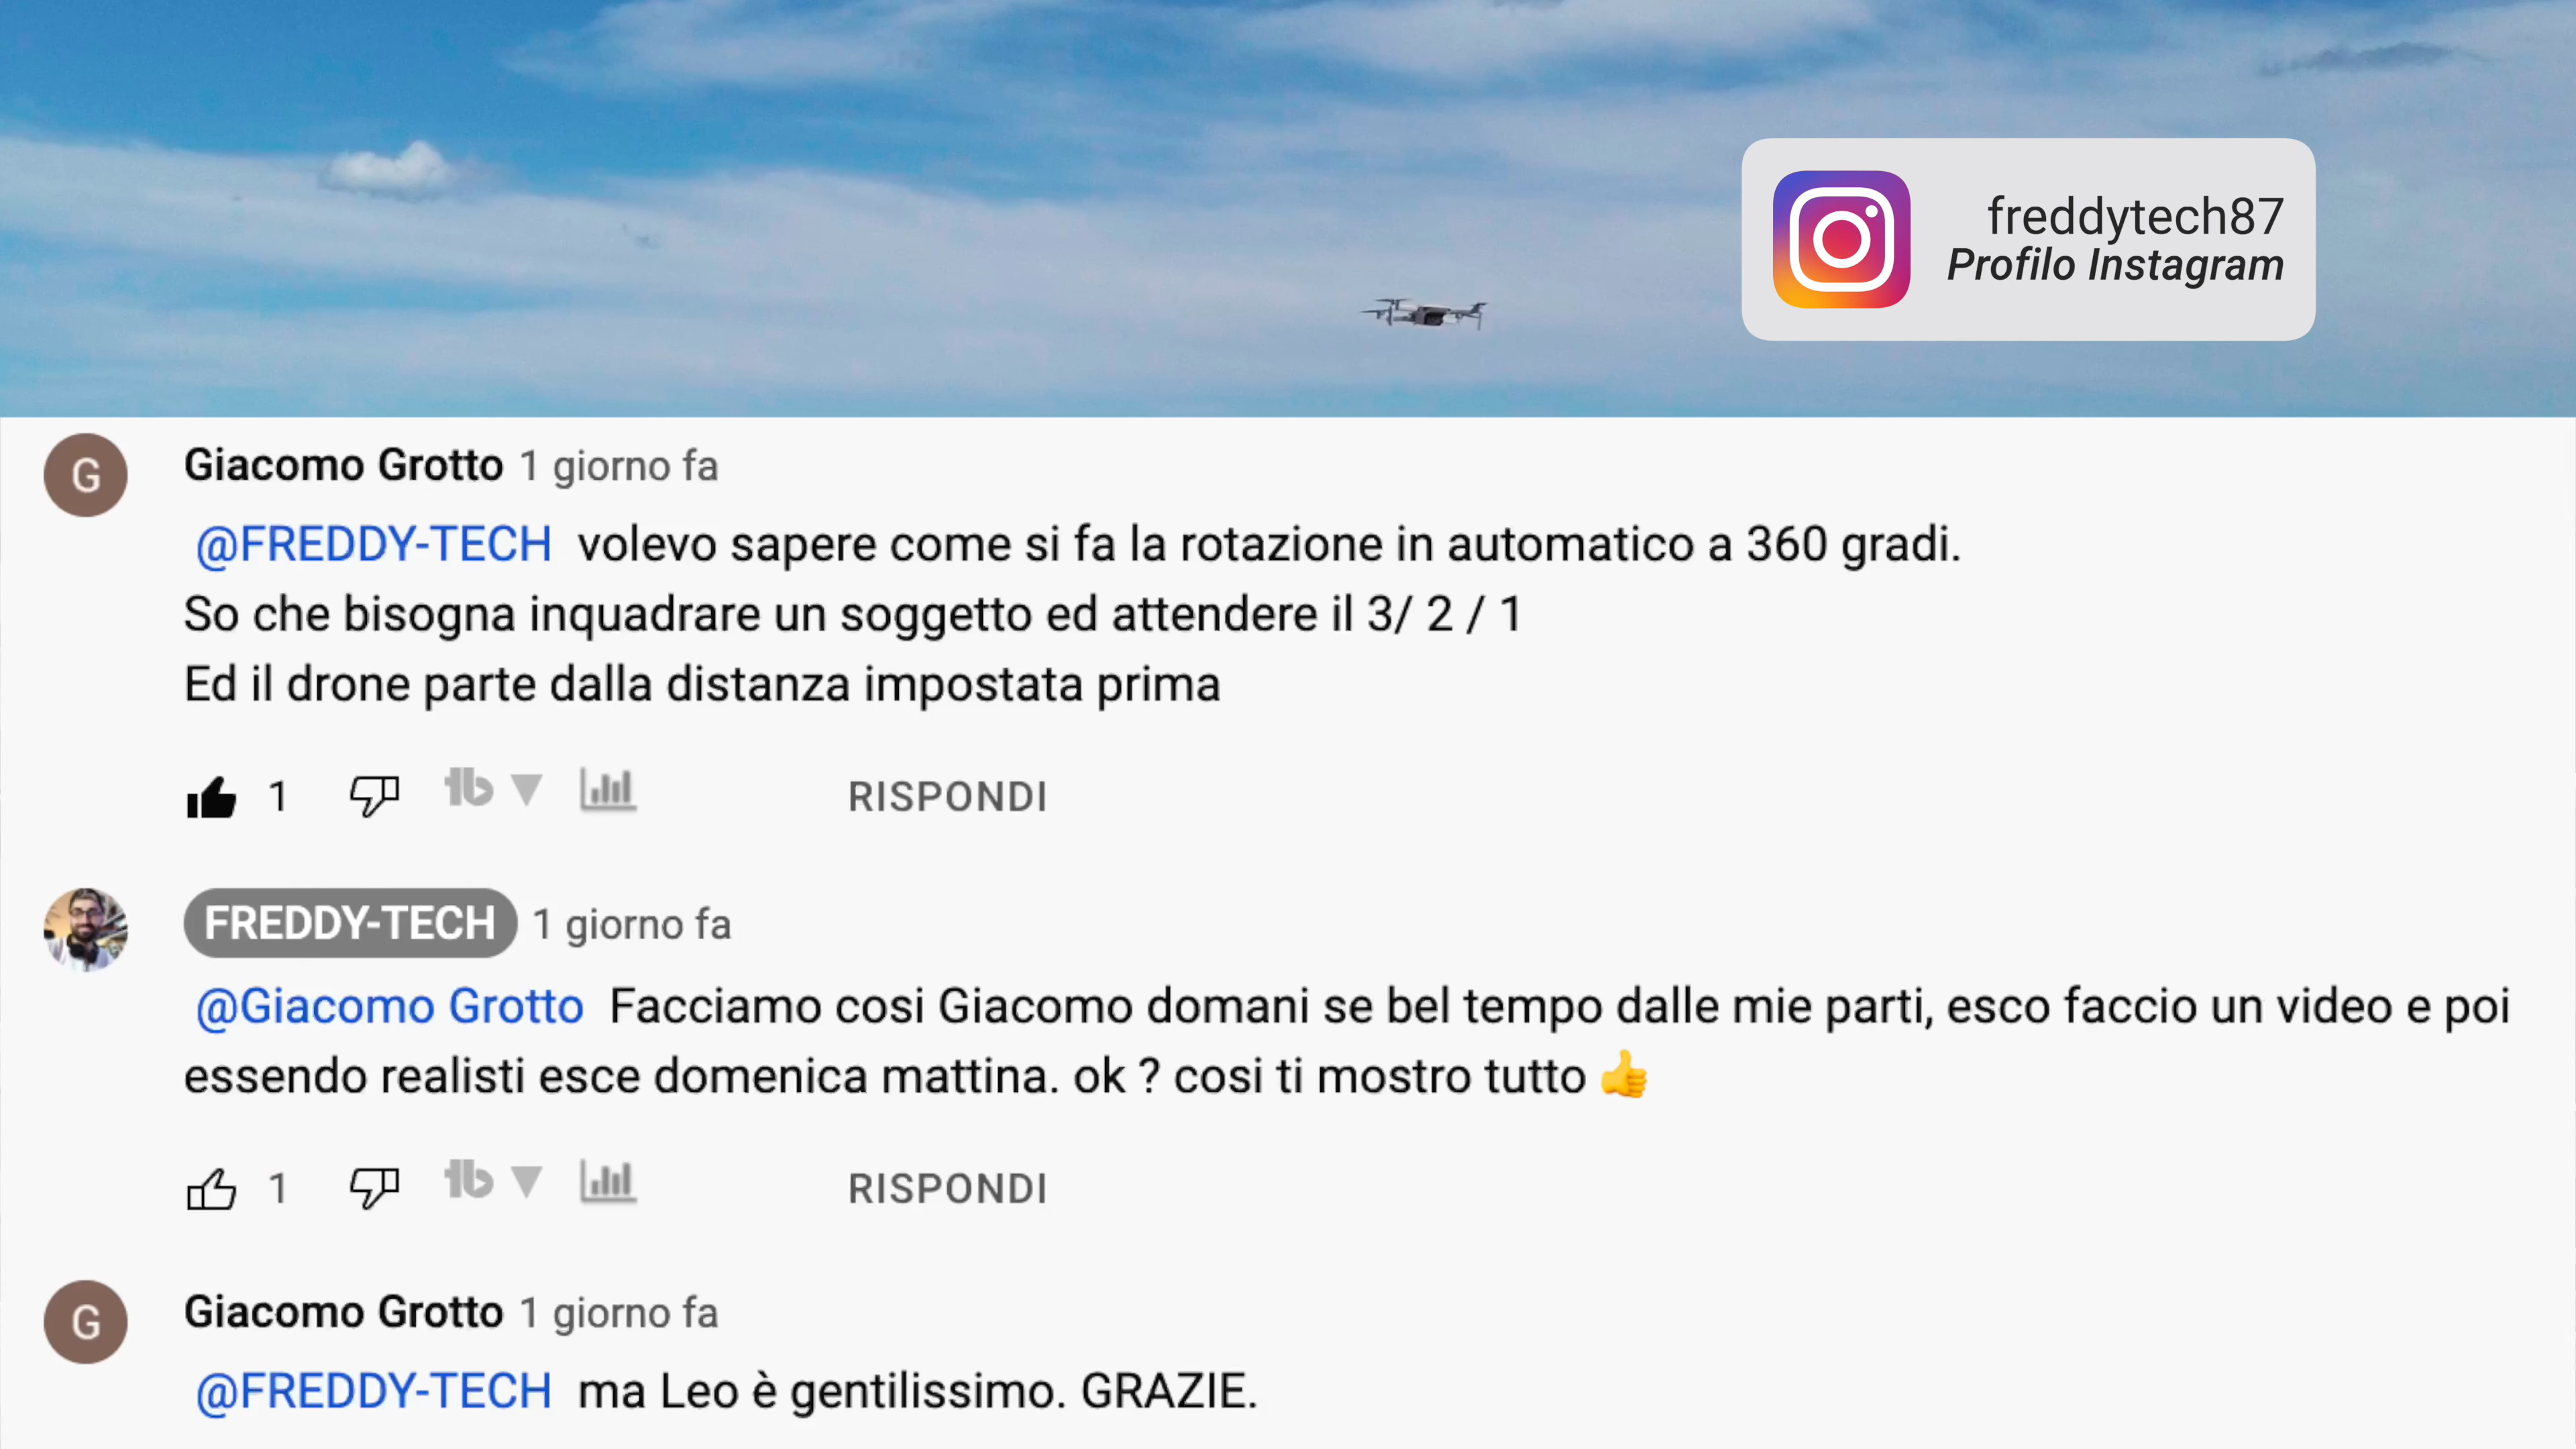 freddytech87
Profilo Instagram
G
Giacomo Grotto 1 giorno fa
@FREDDY-TECH volevo sapere come si fa la rotazione in automatico a 360 gradi.
So che bisogna inquadrare un soggetto ed attendere il 3/ 2 / 1
Ed il drone parte dalla distanza impostata prima
1 tb RISPONDI
FREDDY-TECH 1 giorno fa
@Giacomo Grotto Facciamo cosi Giacomo domani se bel tempo dalle mie parti, esco faccio un video e poi
essendo realisti esce domenica mattina. ok ? cosi ti mostro tutto 👍
1 tb RISPONDI
G
Giacomo Grotto 1 giorno fa
@FREDDY-TECH ma Leo è gentilissimo. GRAZIE.